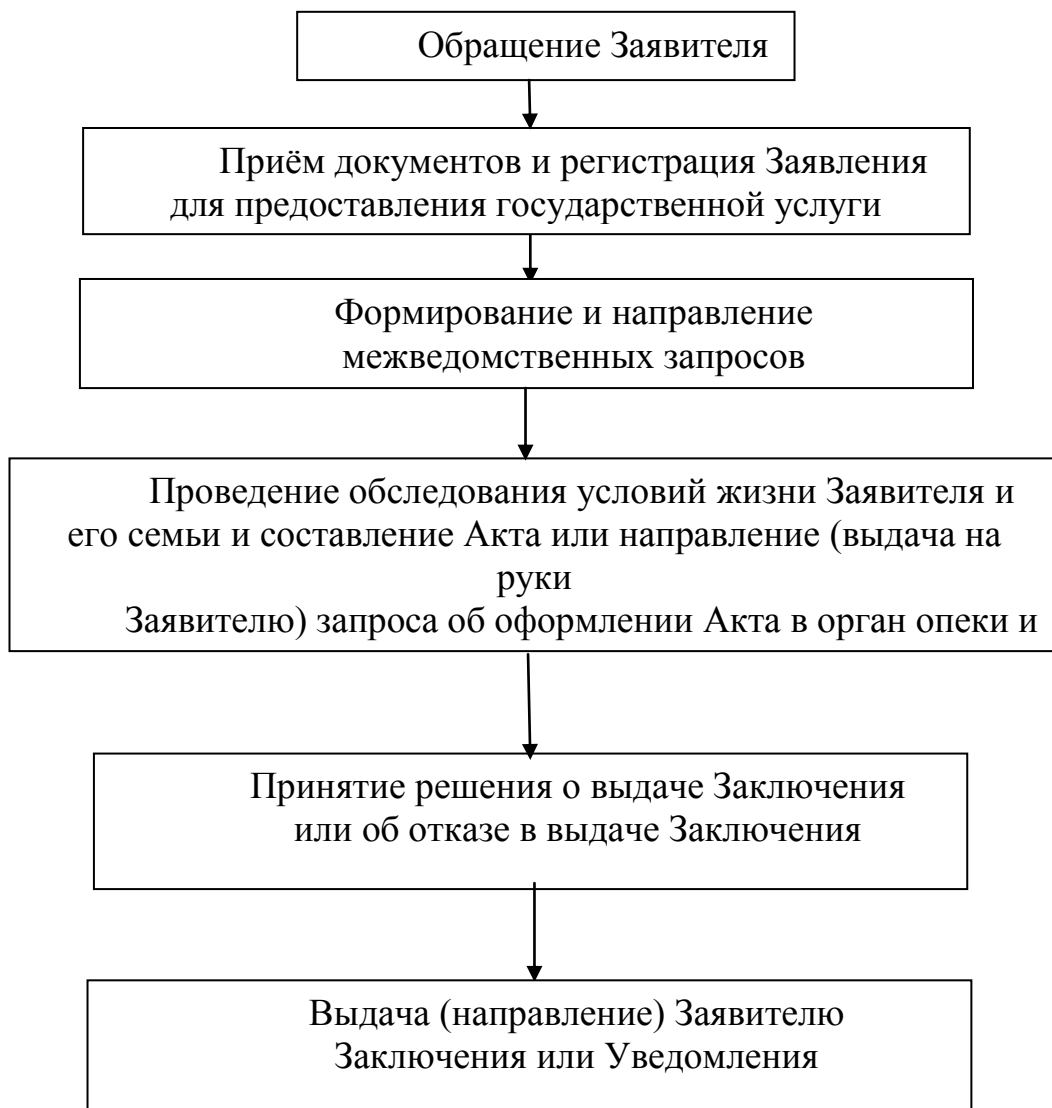 Обращение Заявителя
Приём документов и регистрация Заявления
для предоставления государственной услуги
Формирование и направление
межведомственных запросов
Проведение обследования условий жизни Заявителя и
его семьи и составление Акта или направление (выдача на
руки
Заявителю) запроса об оформлении Акта в орган опеки и
Принятие решения о выдаче Заключения
или об отказе в выдаче Заключения
Выдача (направление) Заявителю
Заключения или Уведомления